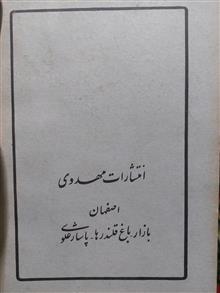 انتشارات مهدوی
اصفهان
بازار باغ قلندرها - پاساژ علوی